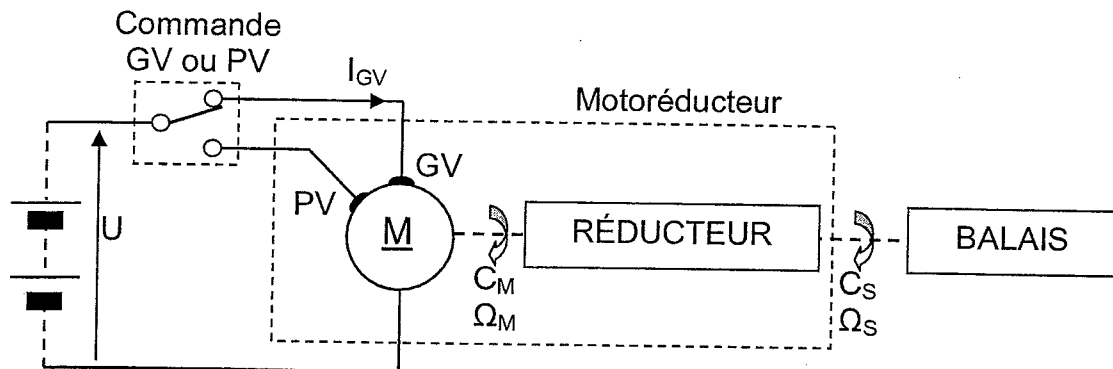 Commande
GV ou PV
I_GV
Motoréducteur
GV
PV
U
M
RÉDUCTEUR
BALAIS
C_M
Ω_M
C_S
Ω_S